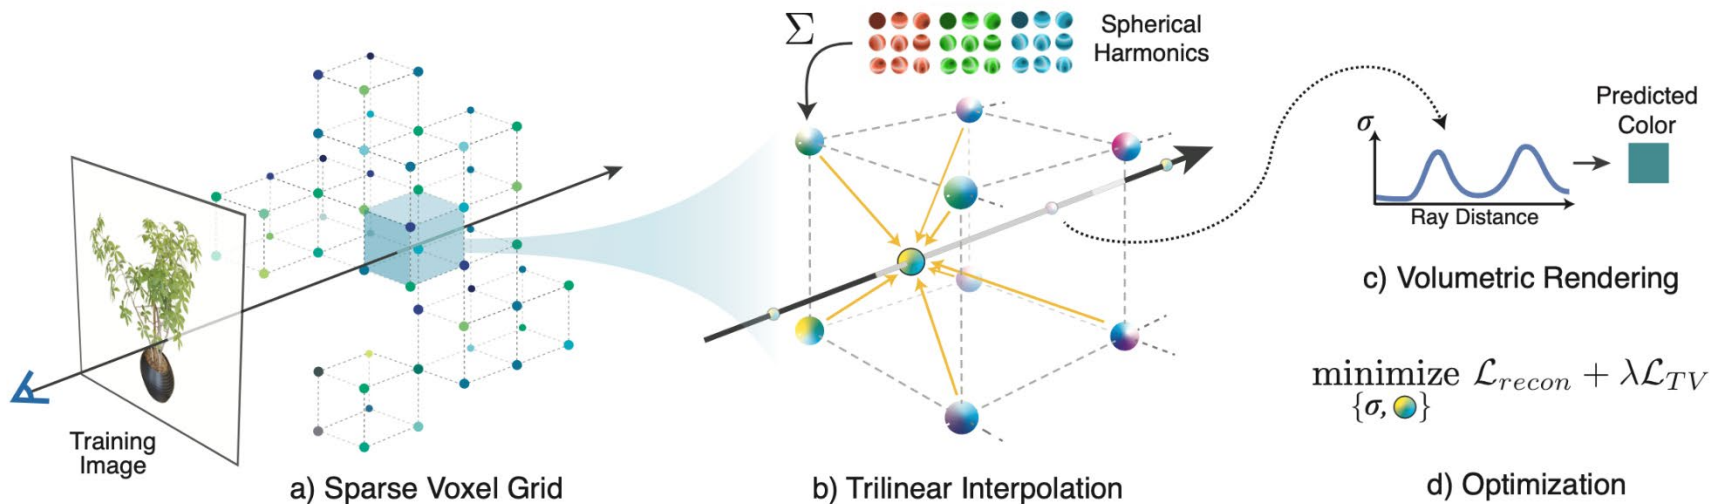 Training
Image
a) Sparse Voxel Grid
Σ
Spherical
Harmonics
b) Trilinear Interpolation
σ
Ray Distance
Predicted
Color
c) Volumetric Rendering
minimize ℒrecon + λℒTV
{σ, }
d) Optimization